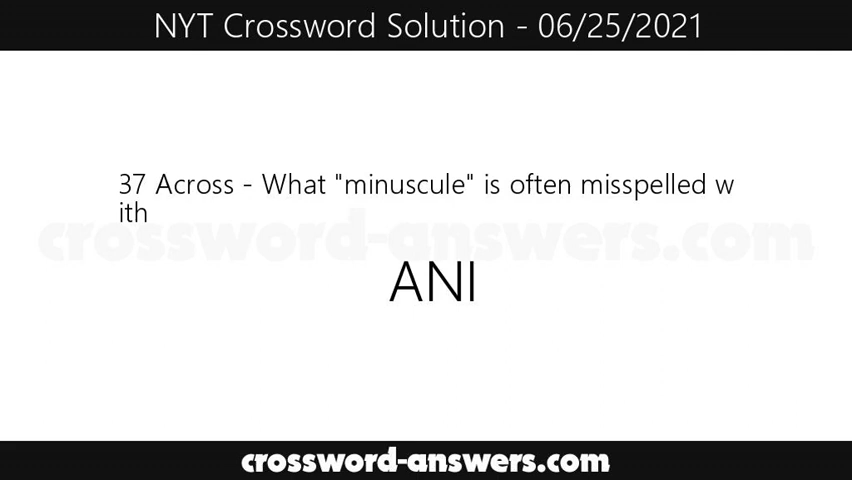 NYT Crossword Solution - 06/25/2021
37 Across - What "minuscule" is often misspelled w
ith
crossword-answers.com
ANI
crossword-answers.com